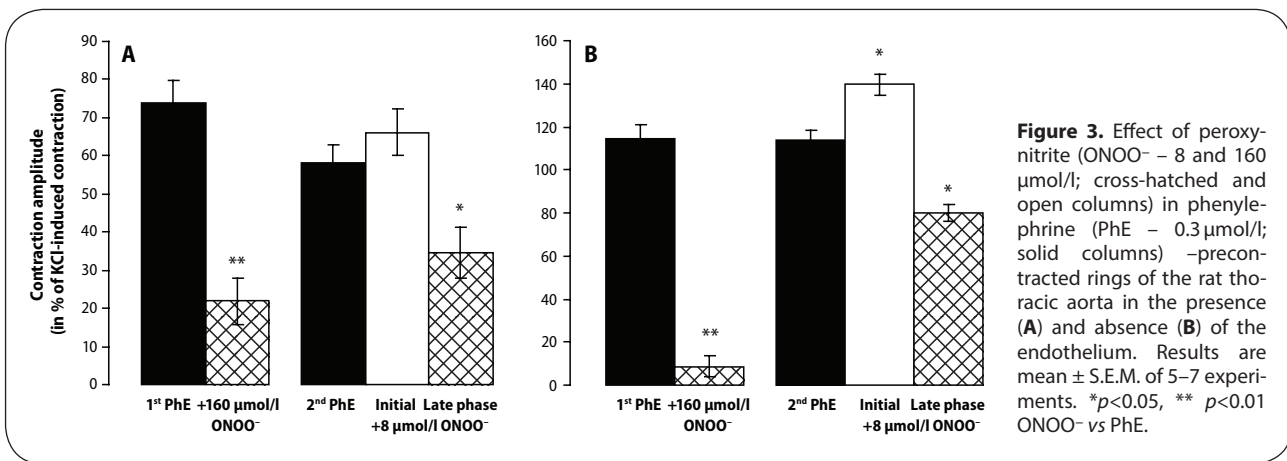 A
Contraction amplitude
(in % of KCl-induced contraction)
90
80
70
60
50
40
30
20
10
0
**
*
1st PhE +160 µmol/l
ONOO⁻
2nd PhE Initial Late phase
+8 µmol/l ONOO⁻
B
160
140
120
100
80
60
40
20
0
**
*
*
1st PhE +160 µmol/l
ONOO⁻
2nd PhE Initial Late phase
+8 µmol/l ONOO⁻
Figure 3. Effect of peroxy-
nitrite (ONOO⁻ – 8 and 160
µmol/l; cross-hatched and
open columns) in phenyle-
phrine (PhE – 0.3 µmol/l;
solid columns) –precon-
tracted rings of the rat tho-
racic aorta in the presence
(A) and absence (B) of the
endothelium. Results are
mean ± S.E.M. of 5–7 experi-
ments. *p<0.05, ** p<0.01
ONOO⁻ vs PhE.